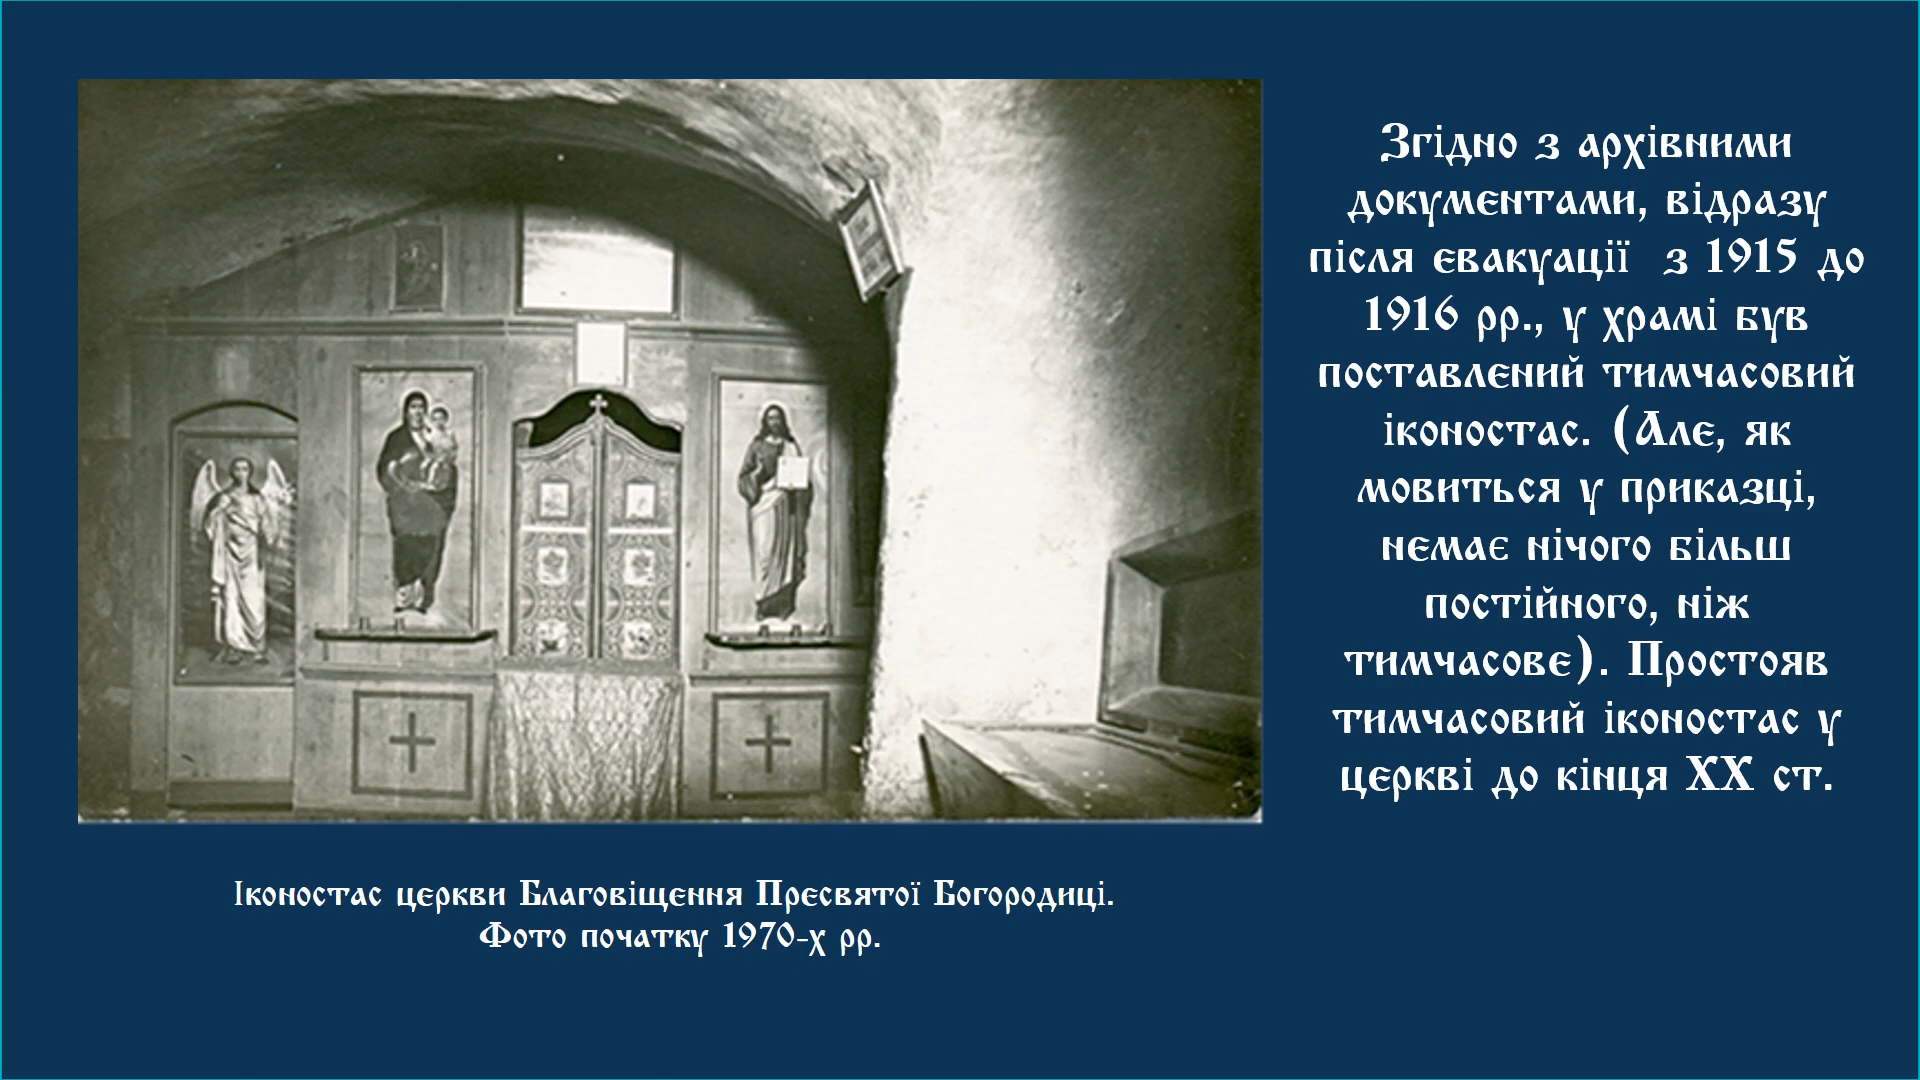 Згідно з архівними
документами, відразу
після евакуації з 1915 до
1916 рр., у храмі був
поставлений тимчасовий
іконостас. (Але, як
мовиться у приказці,
немає нічого більш
постійного, ніж
тимчасове). Простояв
тимчасовий іконостас у
церкві до кінця ХХ ст.
Іконостас церкви Благовіщення Пресвятої Богородиці.
Фото початку 1970-х рр.